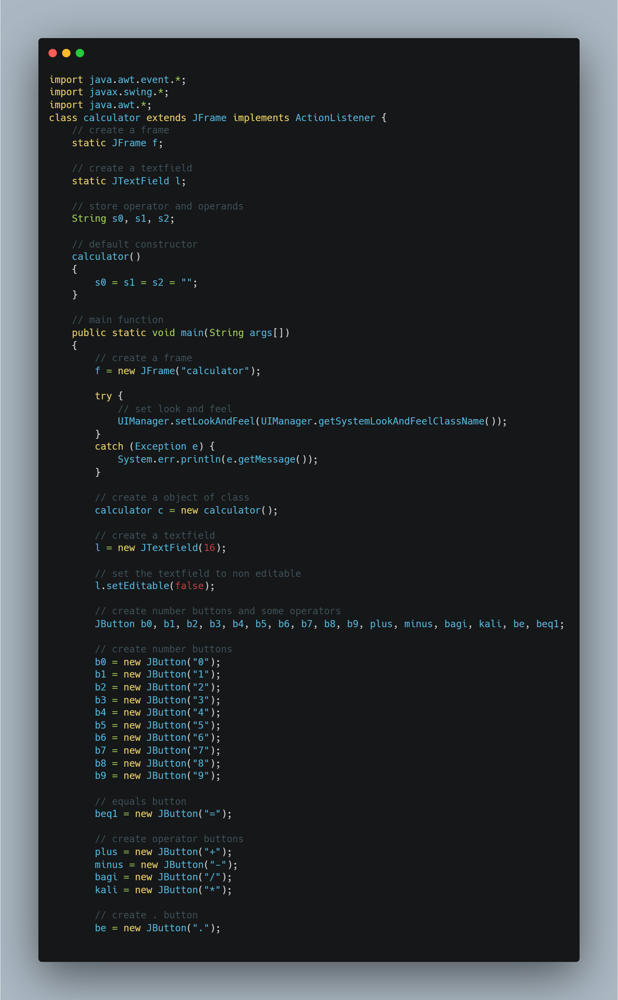 import java.awt.event.*;
import javax.swing.*;
import java.awt.*;
class calculator extends JFrame implements ActionListener {
    // create a frame
    static JFrame f;

    // create a textfield
    static JTextField l;

    // store operator and operands
    String s0, s1, s2;

    // default constructor
    calculator()
    {
        s0 = s1 = s2 = "";
    }

    // main function
    public static void main(String args[])
    {
        // create a frame
        f = new JFrame("calculator");

        try {
            // set look and feel
            UIManager.setLookAndFeel(UIManager.getSystemLookAndFeelClassName());
        }
        catch (Exception e) {
            System.err.println(e.getMessage());
        }

        // create a object of class
        calculator c = new calculator();

        // create a textfield
        l = new JTextField(16);

        // set the textfield to non editable
        l.setEditable(false);

        // create number buttons and some operators
        JButton b0, b1, b2, b3, b4, b5, b6, b7, b8, b9, plus, minus, bagi, kali, be, beq1;

        // create number buttons
        b0 = new JButton("0");
        b1 = new JButton("1");
        b2 = new JButton("2");
        b3 = new JButton("3");
        b4 = new JButton("4");
        b5 = new JButton("5");
        b6 = new JButton("6");
        b7 = new JButton("7");
        b8 = new JButton("8");
        b9 = new JButton("9");

        // equals button
        beq1 = new JButton("=");

        // create operator buttons
        plus = new JButton("+");
        minus = new JButton("-");
        bagi = new JButton("/");
        kali = new JButton("*");

        // create . button
        be = new JButton(".");